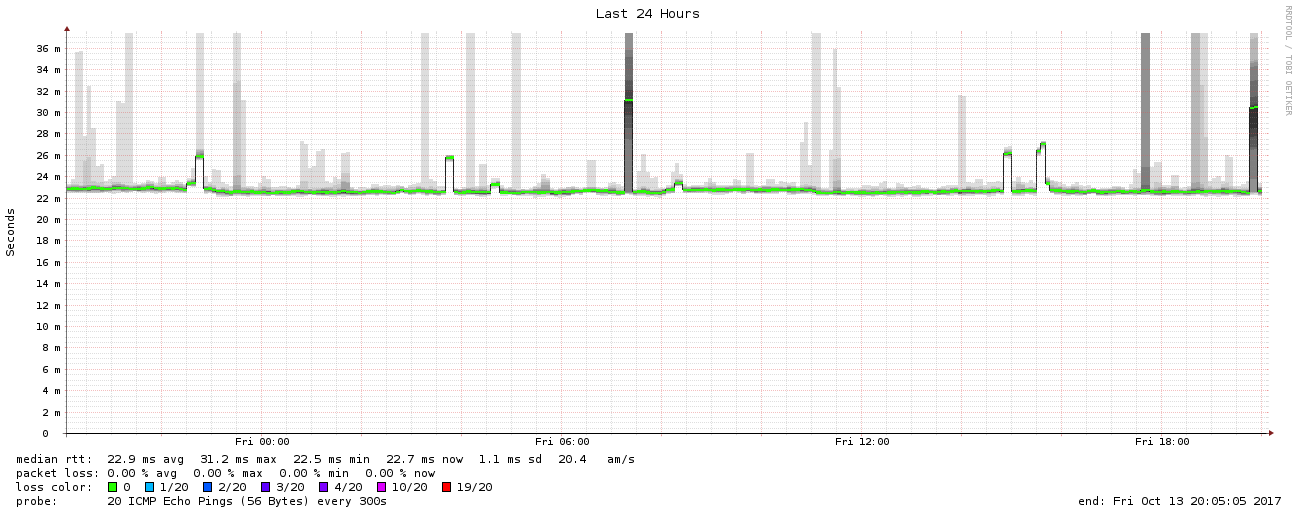 Last 24 Hours
RRDTOOL / TOBI OETIKER
Seconds
36 m
34 m
32 m
30 m
28 m
26 m
24 m
22 m
20 m
18 m
16 m
14 m
12 m
10 m
8 m
6 m
4 m
2 m
0
Fri 00:00 Fri 06:00 Fri 12:00 Fri 18:00
median rtt: 22.9 ms avg 31.2 ms max 22.5 ms min 22.7 ms now 1.1 ms sd 20.4 am/s
packet loss: 0.00 % avg 0.00 % max 0.00 % min 0.00 % now
loss color: 0 1/20 2/20 3/20 4/20 10/20 19/20
probe: 20 ICMP Echo Pings (56 Bytes) every 300s end: Fri Oct 13 20:05:05 2017